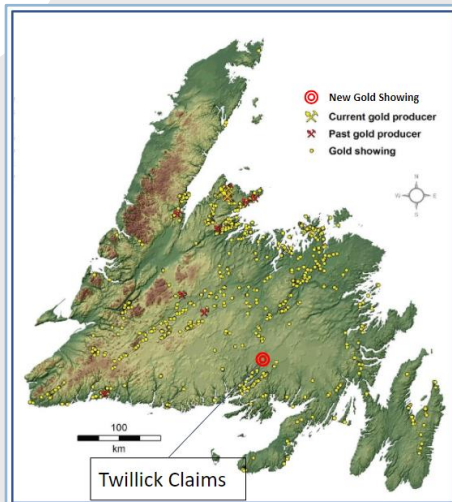 New Gold Showing
Current gold producer
Past gold producer
Gold showing
N
W E
S
100
km
Twillick Claims